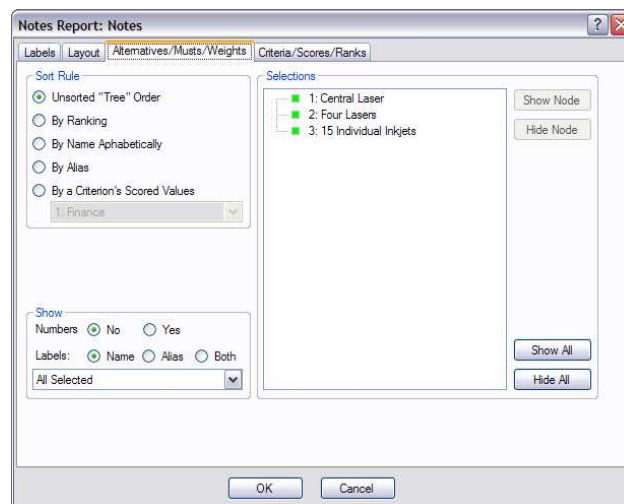 Notes Report: Notes
Labels Layout Alternatives/Musts/Weights Criteria/Scores/Ranks
Sort Rule
Unsorted "Tree" Order
By Ranking
By Name Aphabetically
By Alias
By a Criterion's Scored Values
1: Finance
Selections
1: Central Laser
2: Four Lasers
3: 15 Individual Inkjets
Show Node
Hide Node
Show
Numbers No Yes
Labels: Name Alias Both
All Selected
Show All
Hide All
OK Cancel